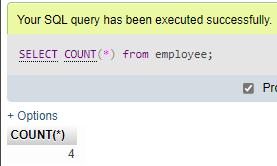 Your SQL query has been executed successfully.
SELECT COUNT(*) from employee;
+ Options
COUNT(*)
4